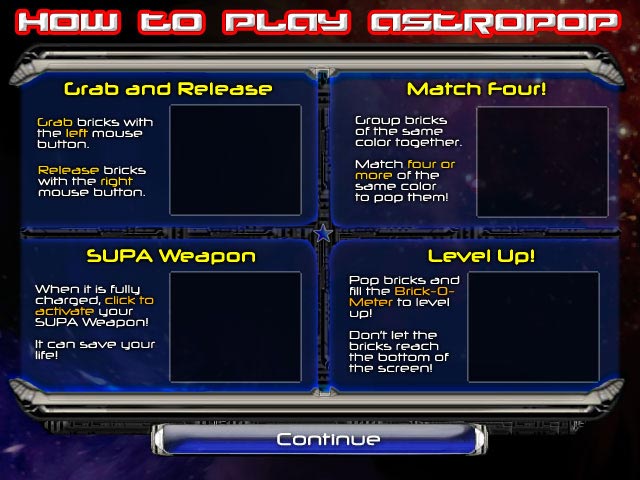 How to Play AstroPop
Grab and Release
Grab bricks with
the left mouse
button.
Release bricks
with the right
mouse button.
Match Four!
Group bricks
of the same
color together.
Match four or
more of the
same color
to pop them!
SUPA Weapon
When it is fully
charged, click to
activate your
SUPA Weapon!
It can save your
life!
Level Up!
Pop bricks and
fill the Brick-O-
Meter to level
up!
Don't let the
bricks reach
the bottom of
the screen!
Continue